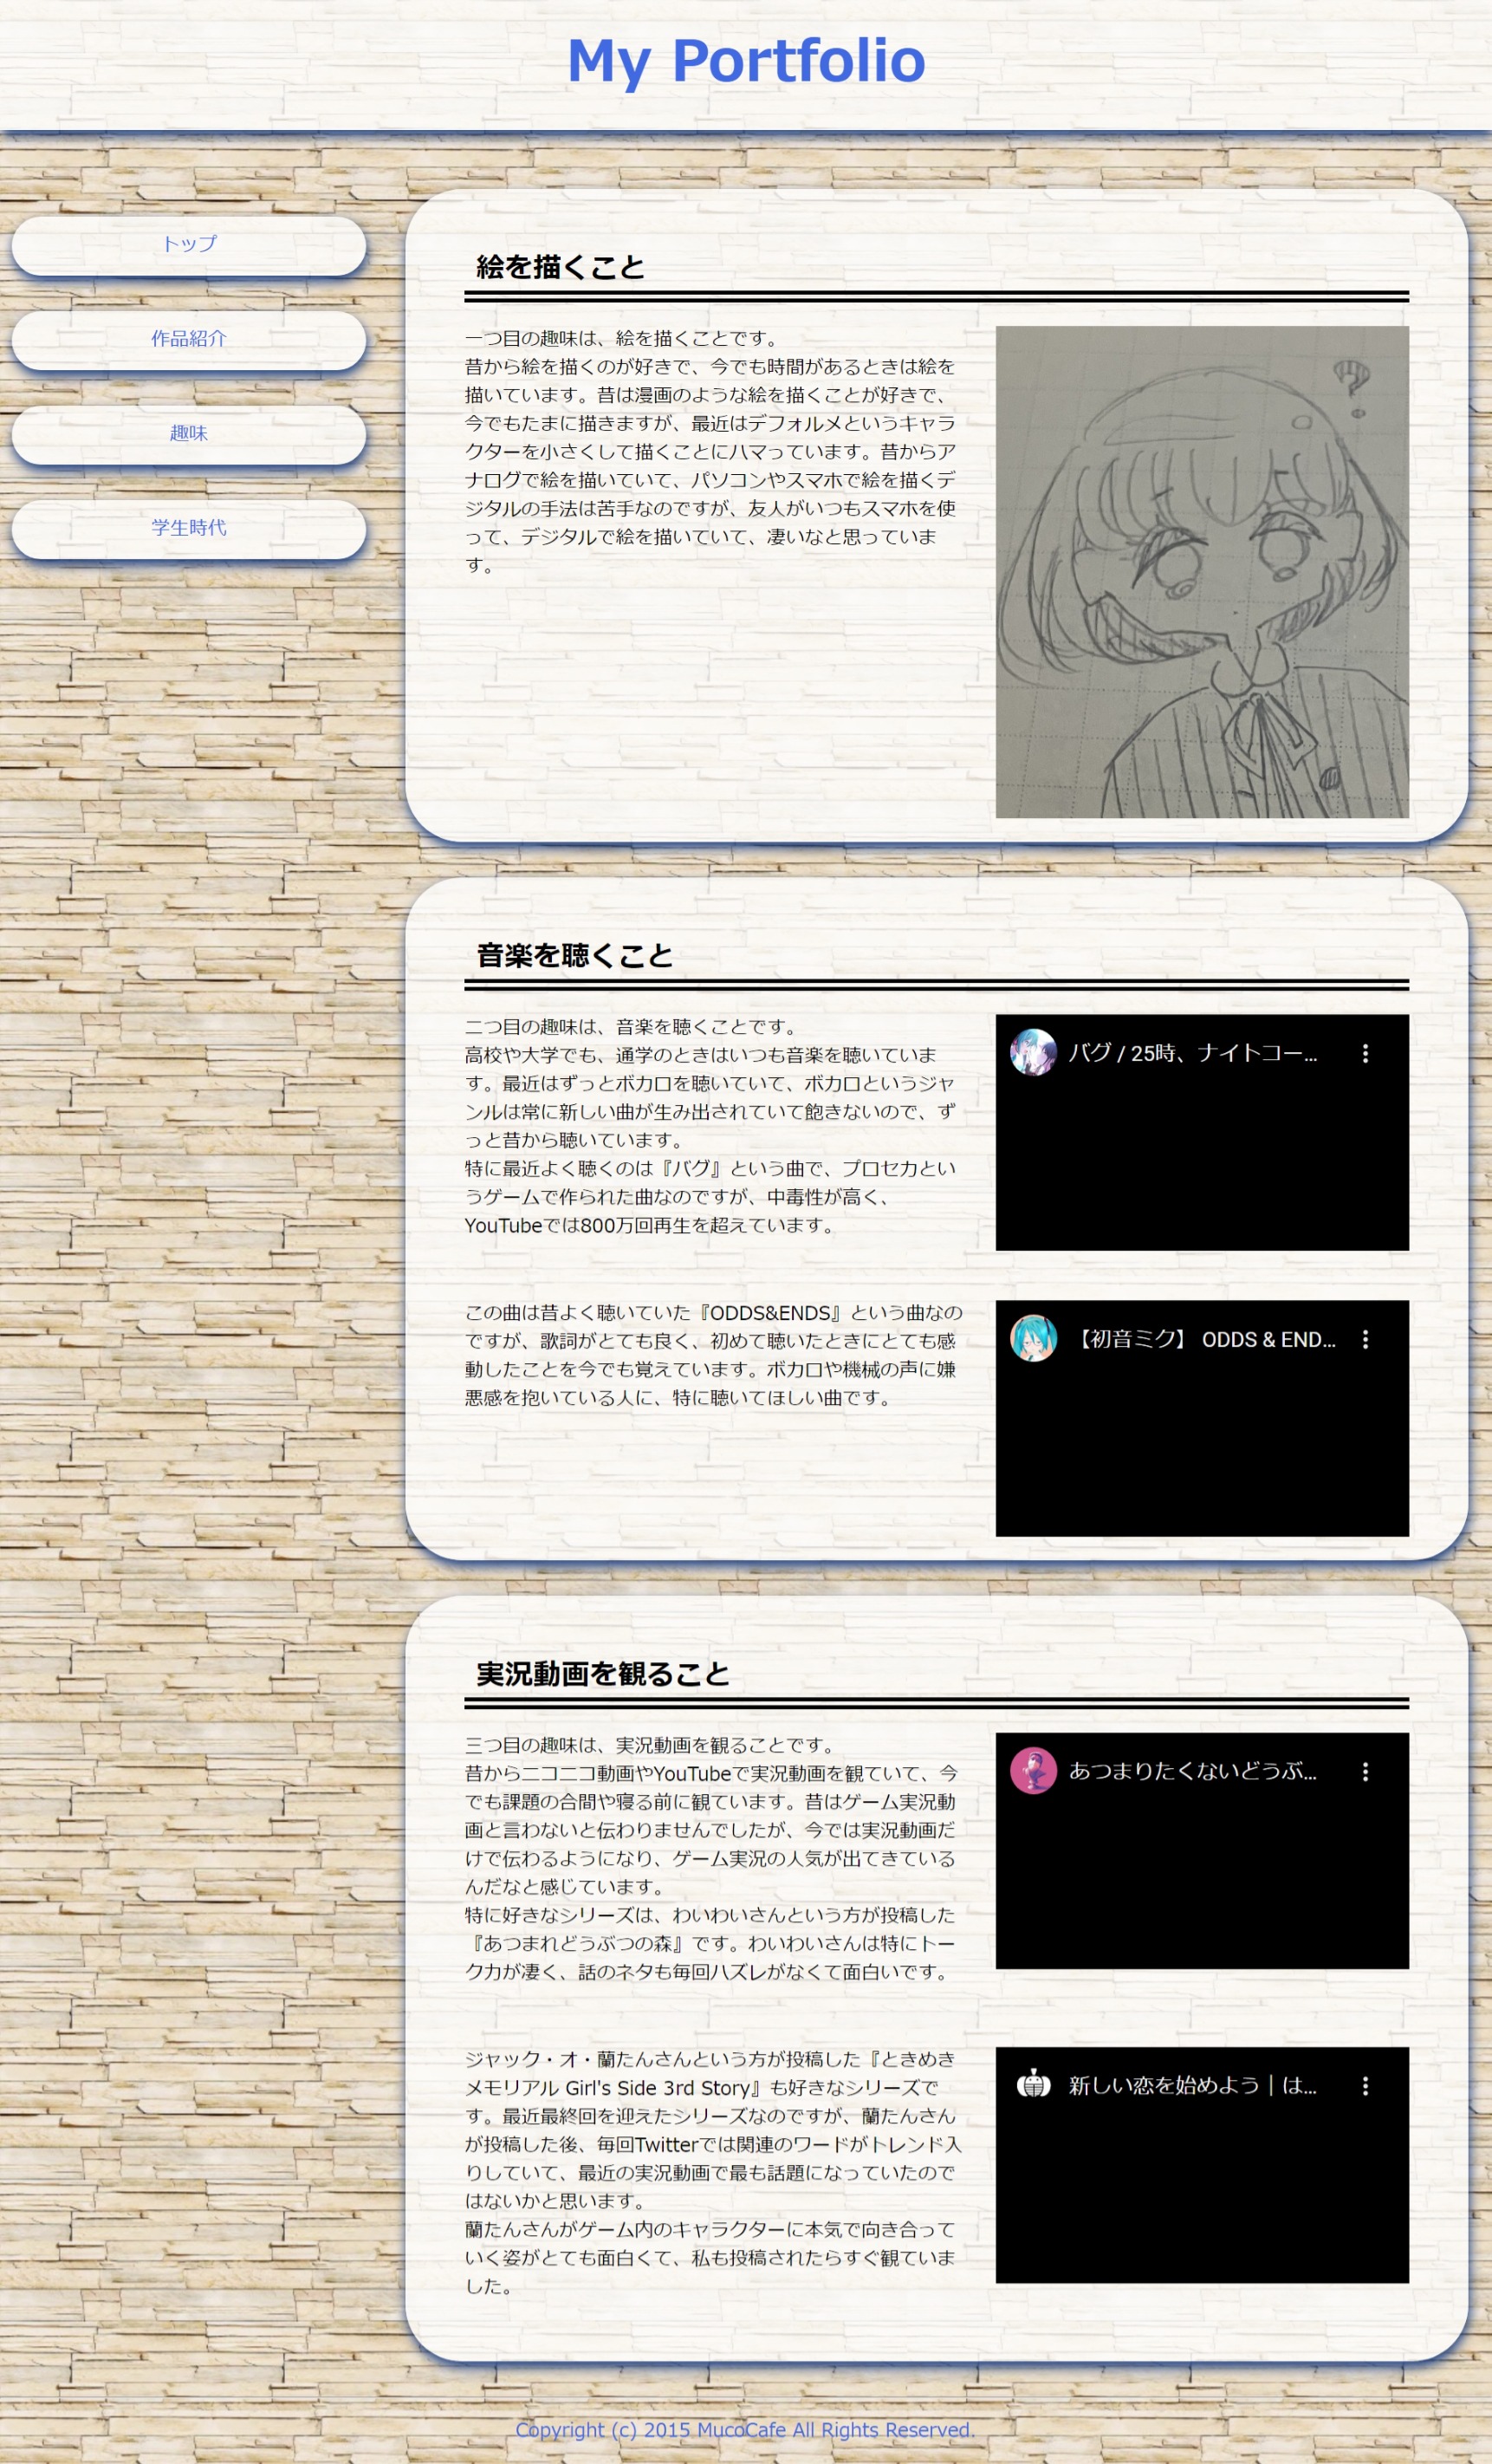 My Portfolio
トップ
作品紹介
趣味
学生時代
絵を描くこと
一つ目の趣味は、絵を描くことです。
昔から絵を描くのが好きで、今でも時間があるときは絵を
描いています。昔は漫画のような絵を描くことが好きで、
今でもたまに描きますが、最近はデフォルメというキャラ
クターを小さくして描くことにハマっています。昔からア
ナログで絵を描いていて、パソコンやスマホで絵を描くデ
ジタルの手法は苦手なのですが、友人がいつもスマホを使
って、デジタルで絵を描いていて、凄いなと思っていま
す。
?
音楽を聴くこと
二つ目の趣味は、音楽を聴くことです。
高校や大学でも、通学のときはいつも音楽を聴いていま
す。最近はずっとボカロを聴いていて、ボカロというジャ
ンルは常に新しい曲が生み出されていて飽きないので、ず
っと昔から聴いています。
特に最近よく聴くのは『バグ』という曲で、プロセカとい
うゲームで作られた曲なのですが、中毒性が高く、
YouTubeでは800万回再生を超えています。
バグ / 25時、ナイトコー...
この曲は昔よく聴いていた『ODDS&ENDS』という曲なの
ですが、歌詞がとても良く、初めて聴いたときにとても感
動したことを今でも覚えています。ボカロや機械の声に嫌
悪感を抱いている人に、特に聴いてほしい曲です。
【初音ミク】 ODDS & END...
実況動画を観ること
三つ目の趣味は、実況動画を観ることです。
昔からニコニコ動画やYouTubeで実況動画を観ていて、今
でも課題の合間や寝る前に観ています。昔はゲーム実況動
画と言わないと伝わりませんでしたが、今では実況動画だ
けで伝わるようになり、ゲーム実況の人気が出てきている
んだなと感じています。
特に好きなシリーズは、わいわいさんという方が投稿した
『あつまれどうぶつの森』です。わいわいさんは特にトー
ク力が凄く、話のネタも毎回ハズレがなくて面白いです。
あつまりたくないどうぶ...
ジャック・オ・蘭たんさんという方が投稿した『ときめき
メモリアル Girl's Side 3rd Story』も好きなシリーズで
す。最近最終回を迎えたシリーズなのですが、蘭たんさん
が投稿した後、毎回Twitterでは関連のワードがトレンド入
りしていて、最近の実況動画で最も話題になっていたので
はないかと思います。
蘭たんさんがゲーム内のキャラクターに本気で向き合って
いく姿がとても面白くて、私も投稿されたらすぐ観ていま
した。
新しい恋を始めよう｜は...
Copyright (c) 2015 MucoCafe All Rights Reserved.